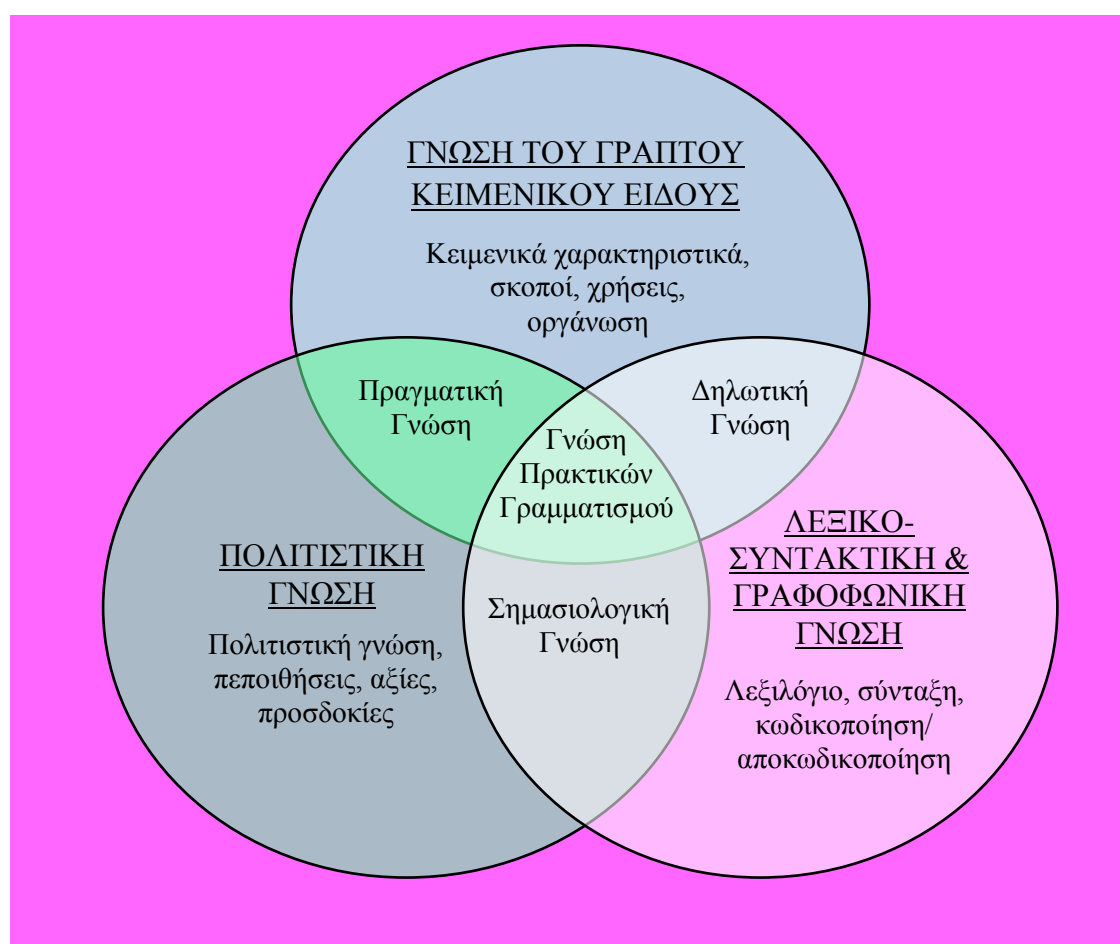 ΓΝΩΣΗ ΤΟΥ ΓΡΑΠΤΟΥ
ΚΕΙΜΕΝΙΚΟΥ ΕΙΔΟΥΣ
Κειμενικά χαρακτηριστικά,
σκοποί, χρήσεις,
οργάνωση
Πραγματική
Γνώση
Δηλωτική
Γνώση
Γνώση
Πρακτικών
Γραμματισμού
ΠΟΛΙΤΙΣΤΙΚΗ
ΓΝΩΣΗ
Πολιτιστική γνώση,
πεποιθήσεις, αξίες,
προσδοκίες
Σημασιολογική
Γνώση
ΛΕΞΙΚΟ-
ΣΥΝΤΑΚΤΙΚΗ &
ΓΡΑΦΟΦΩΝΙΚΗ
ΓΝΩΣΗ
Λεξιλόγιο, σύνταξη,
κωδικοποίηση/
αποκωδικοποίηση